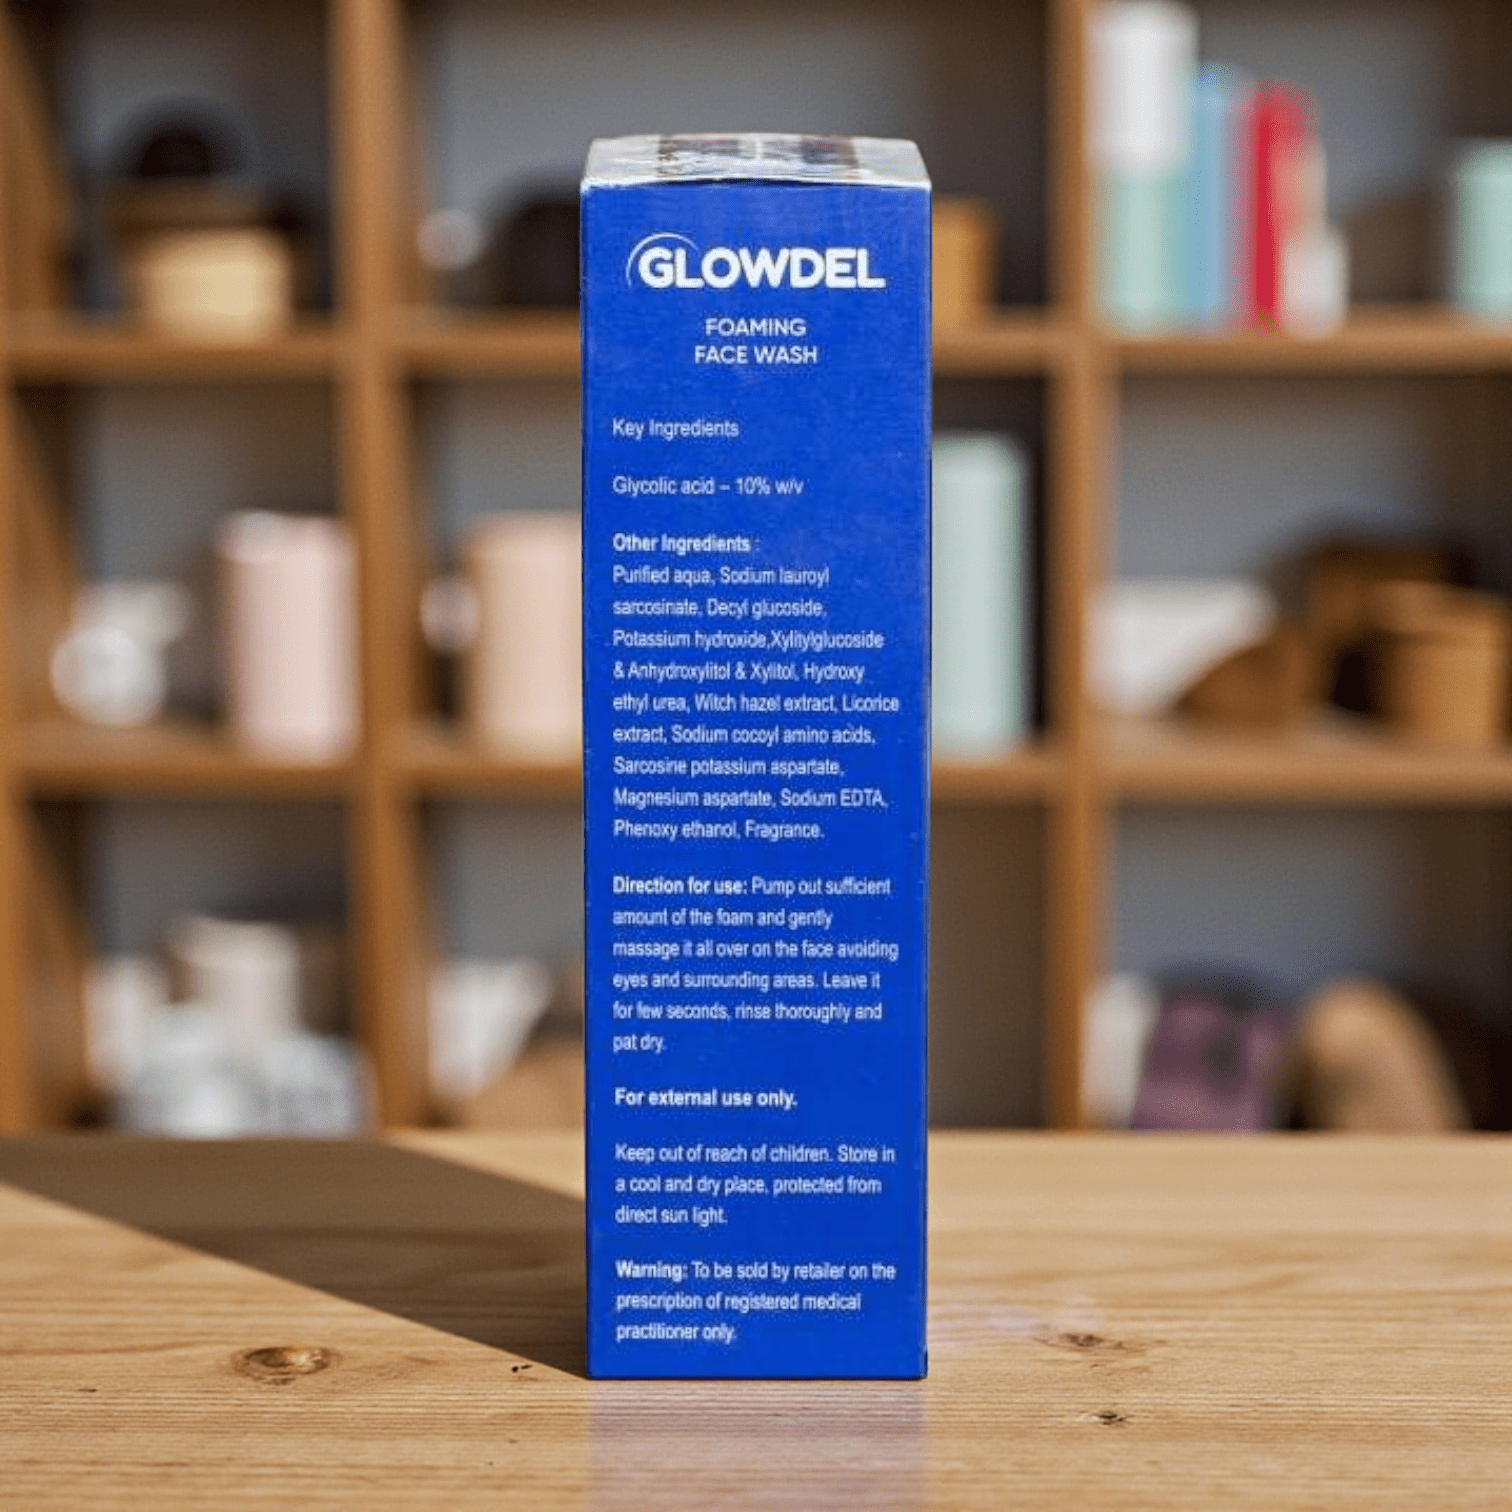 GLOWDEL
FOAMING
FACE WASH
Key Ingredients
Glycolic acid – 10% w/v
Other Ingredients :
Purified aqua, Sodium lauroyl
sarcosinate, Decyl glucoside,
Potassium hydroxide,Xylitylglucoside
& Anhydroxylitol & Xylitol, Hydroxy
ethyl urea, Witch hazel extract, Licorice
extract, Sodium cocoyl amino acids,
Sarcosine potassium aspartate,
Magnesium aspartate, Sodium EDTA,
Phenoxy ethanol, Fragrance.
Direction for use: Pump out sufficient
amount of the foam and gently
massage it all over on the face avoiding
eyes and surrounding areas. Leave it
for few seconds, rinse thoroughly and
pat dry.
For external use only.
Keep out of reach of children. Store in
a cool and dry place, protected from
direct sun light.
Warning: To be sold by retailer on the
prescription of registered medical
practitioner only.